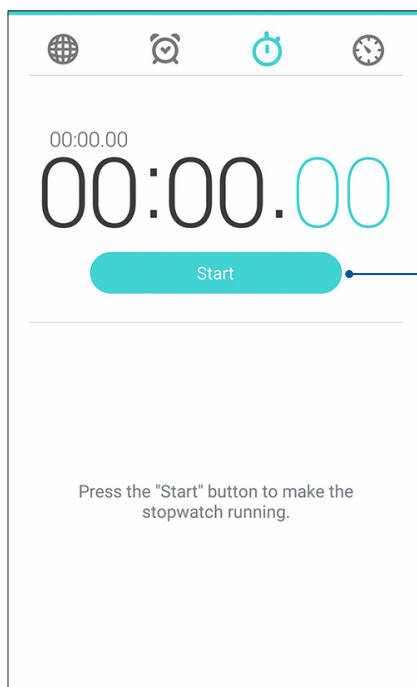 00:00.00
00:00.00
Start
Press the "Start" button to make the
stopwatch running.